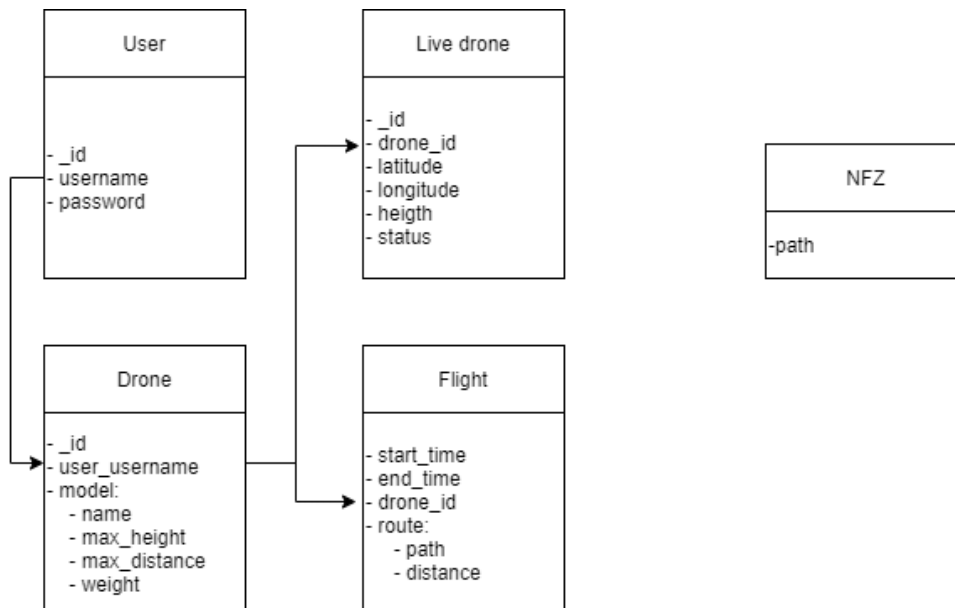 User
- _id
- username
- password
Live drone
- _id
- drone_id
- latitude
- longitude
- heigth
- status
NFZ
-path
Drone
- _id
- user_username
- model:
- name
- max_height
- max_distance
- weight
Flight
- start_time
- end_time
- drone_id
- route:
- path
- distance